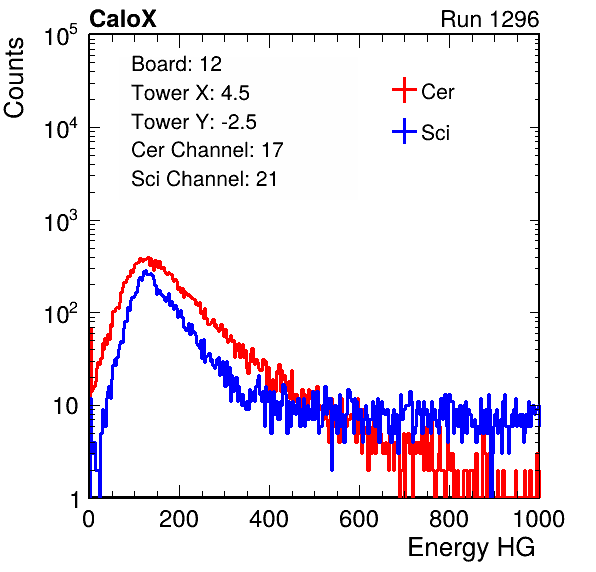 CaloX Run 1296
Counts
10^5
10^4
10^3
10^2
10
1
Board: 12
Tower X: 4.5
Tower Y: -2.5
Cer Channel: 17
Sci Channel: 21
Cer
Sci
0 200 400 600 800 1000
Energy HG